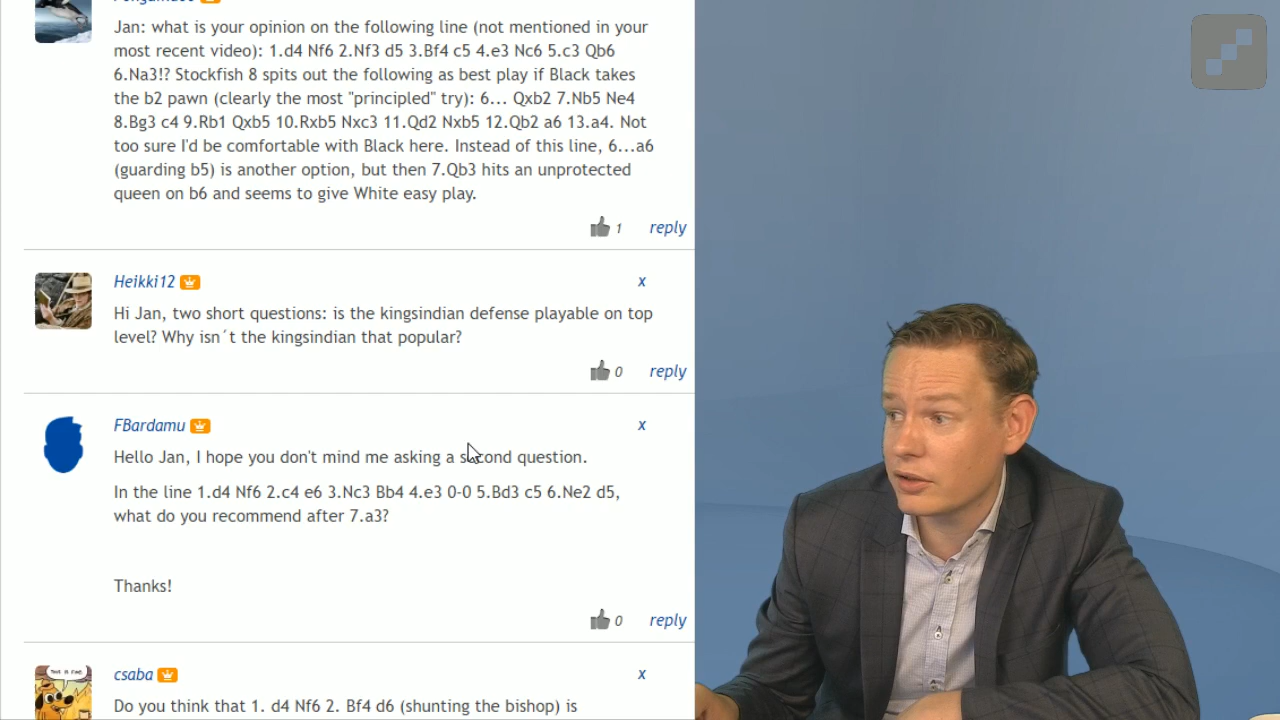 Jan: what is your opinion on the following line (not mentioned in your
most recent video): 1.d4 Nf6 2.Nf3 d5 3.Bf4 c5 4.e3 Nc6 5.c3 Qb6
6.Na3!? Stockfish 8 spits out the following as best play if Black takes
the b2 pawn (clearly the most "principled" try): 6... Qxb2 7.Nb5 Ne4
8.Bg3 c4 9.Rb1 Qxb5 10.Rxb5 Nxc3 11.Qd2 Nxb5 12.Qb2 a6 13.a4. Not
too sure I'd be comfortable with Black here. Instead of this line, 6...a6
(guarding b5) is another option, but then 7.Qb3 hits an unprotected
queen on b6 and seems to give White easy play.
1 reply
Heikki12 x
Hi Jan, two short questions: is the kingsindian defense playable on top
level? Why isn´t the kingsindian that popular?
0 reply
FBardamu x
Hello Jan, I hope you don't mind me asking a second question.
In the line 1.d4 Nf6 2.c4 e6 3.Nc3 Bb4 4.e3 0-0 5.Bd3 c5 6.Ne2 d5,
what do you recommend after 7.a3?
Thanks!
0 reply
THIS IS FINE.
csaba x
Do you think that 1. d4 Nf6 2. Bf4 d6 (shunting the bishop) is